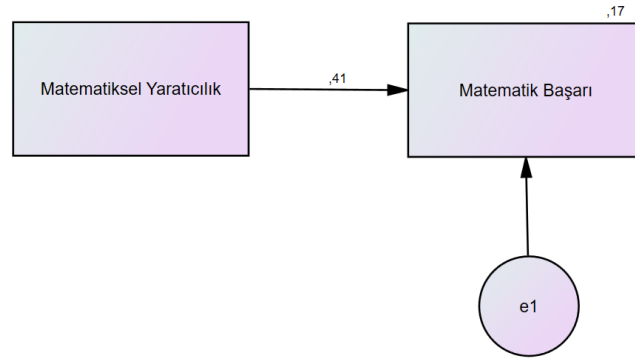 ,17
Matematiksel Yaratıcılık
,41
Matematik Başarı
e1